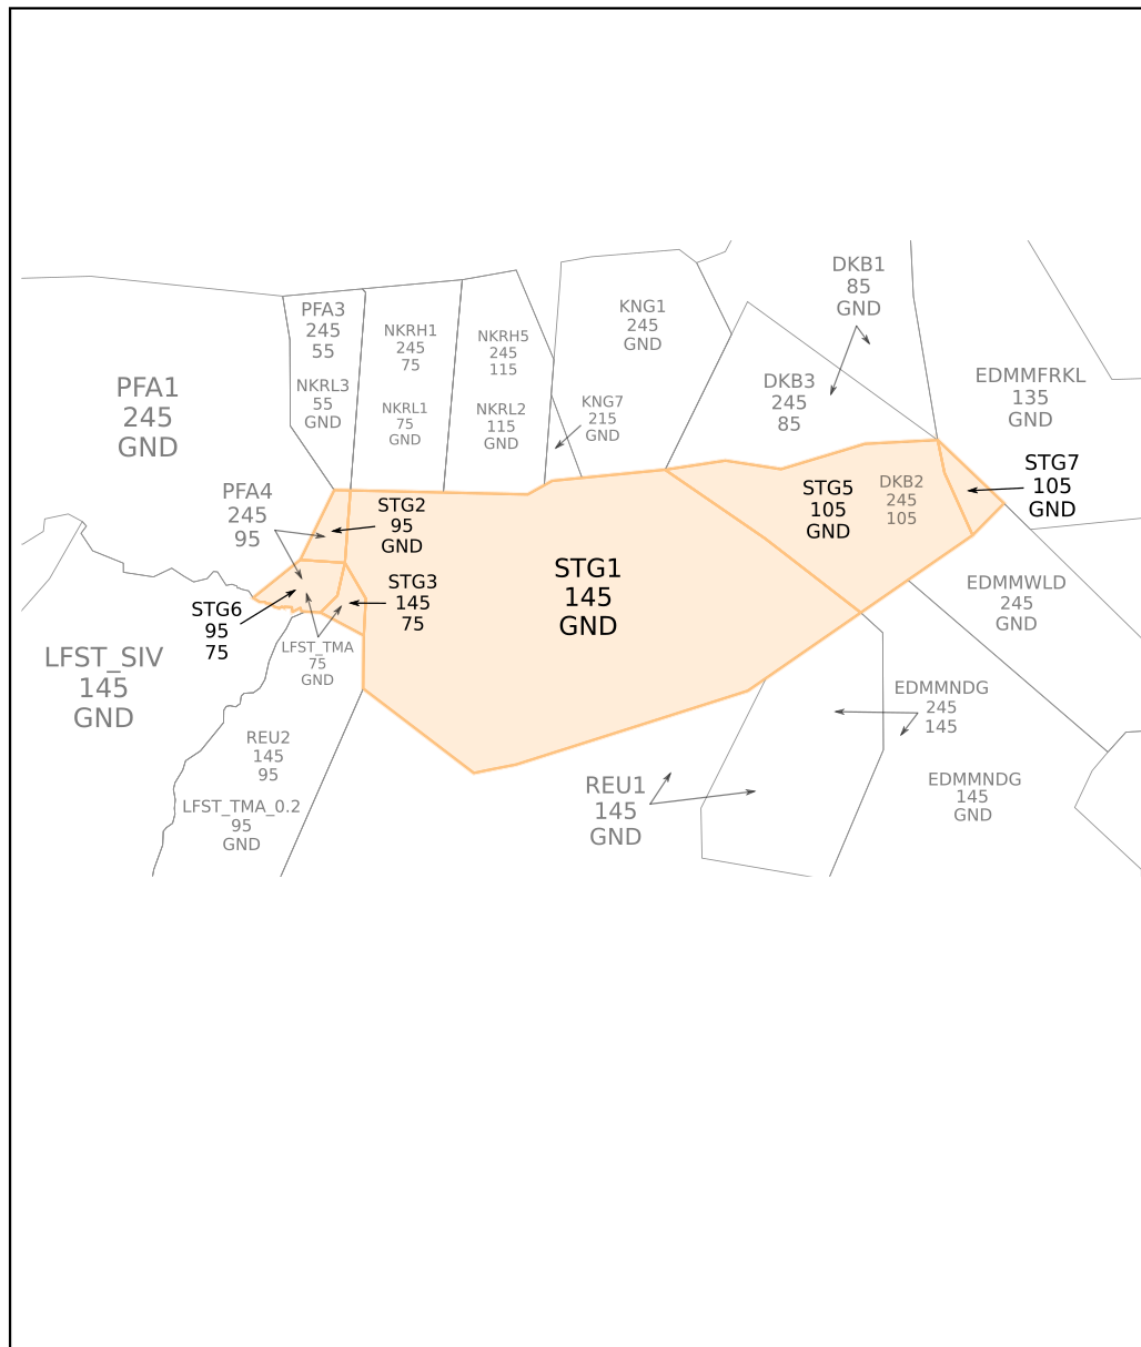 DKB1
85
GND
PFA3
245
55
KNG1
245
GND
NKRH1
245
75
NKRH5
245
115
PFA1
245
GND
NKRL3
55
GND
DKB3
245
85
EDMMFRKL
135
GND
NKRL1
75
GND
NKRL2
115
GND
KNG7
215
GND
PFA4
245
95
STG2
95
GND
STG5
105
GND
DKB2
245
105
STG7
105
GND
STG1
145
GND
STG3
145
75
STG6
95
75
EDMMWLD
245
GND
LFST_SIV
145
GND
LFST_TMA
75
GND
EDMMNDG
245
145
REU2
145
95
LFST_TMA_0.2
95
GND
REU1
145
GND
EDMMNDG
145
GND